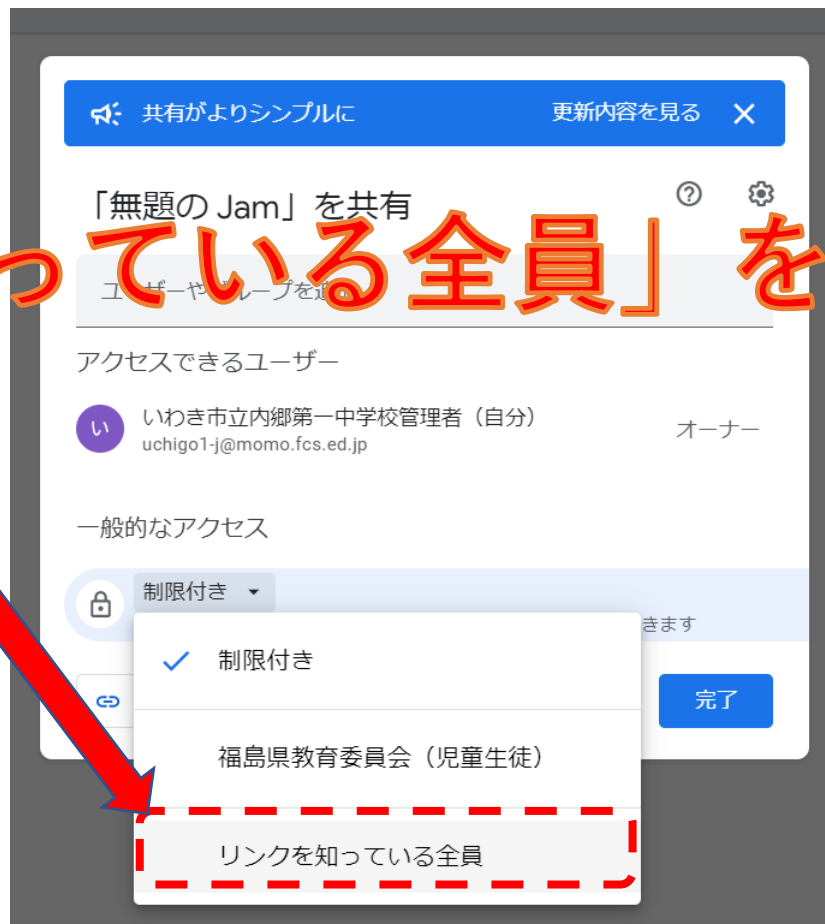 共有がよりシンプルに 更新内容を見る
「無題の Jam」を共有
っている全員」を
アクセスできるユーザー
い いわき市立内郷第一中学校管理者（自分） オーナー
uchigo1-j@momo.fcs.ed.jp
一般的なアクセス
制限付き
きます
制限付き
完了
福島県教育委員会（児童生徒）
リンクを知っている全員